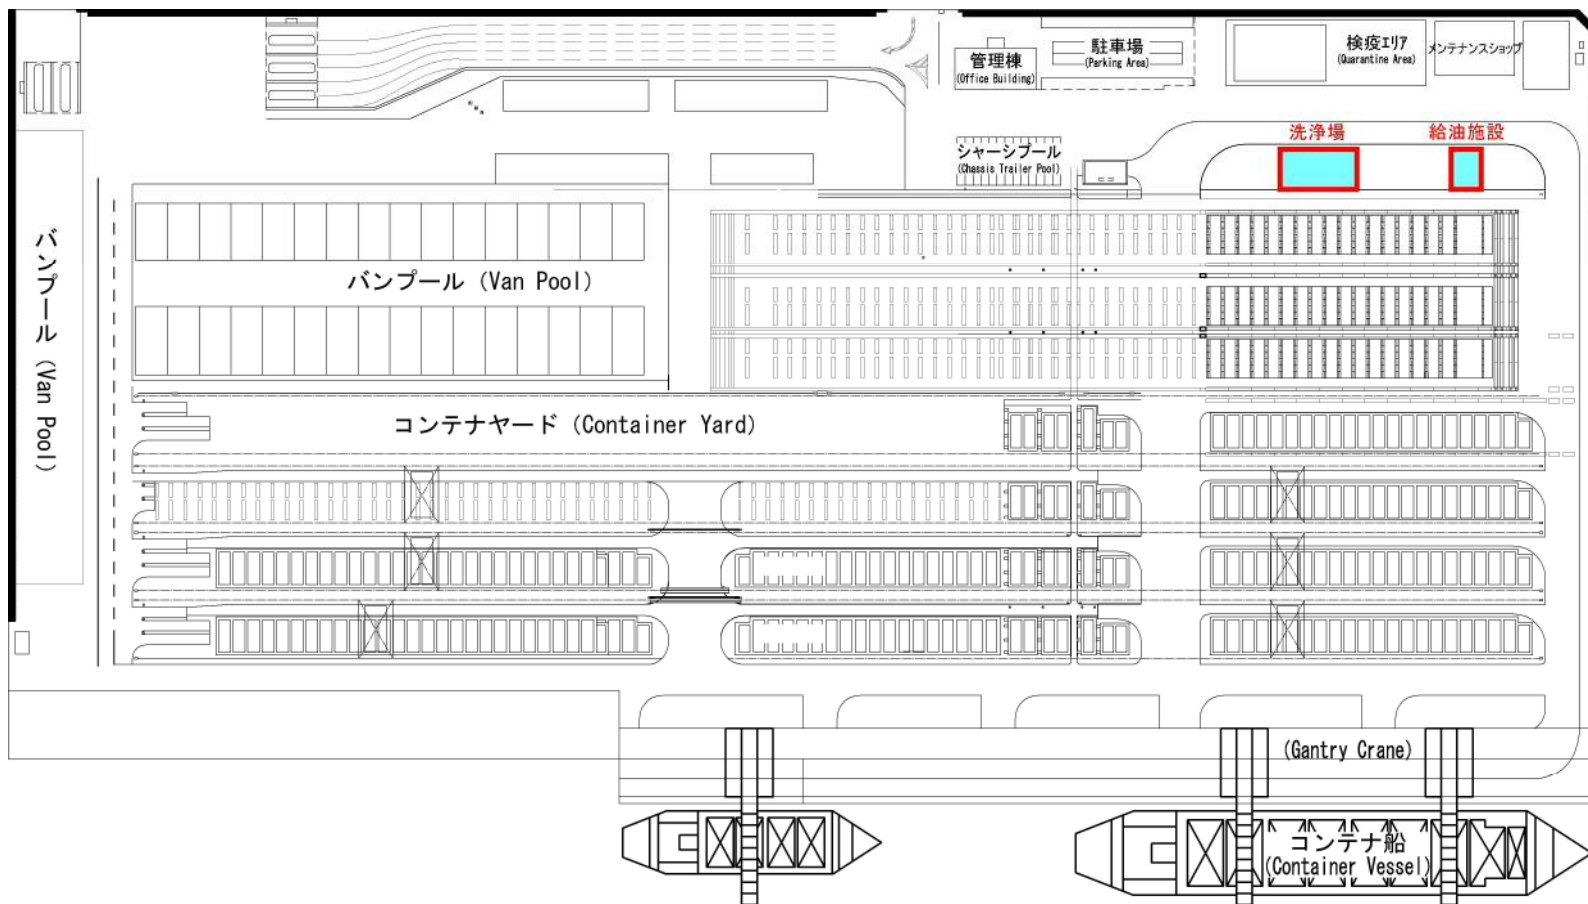 管理棟
(Office Building)
駐車場
(Parking Area)
検疫エリア
(Quarantine Area)
メンテナンスショップ
洗浄場
給油施設
シャーシプール
(Chassis Trailer Pool)
バンプール (Van Pool)
バンプール (Van Pool)
コンテナヤード (Container Yard)
(Gantry Crane)
コンテナ船
(Container Vessel)